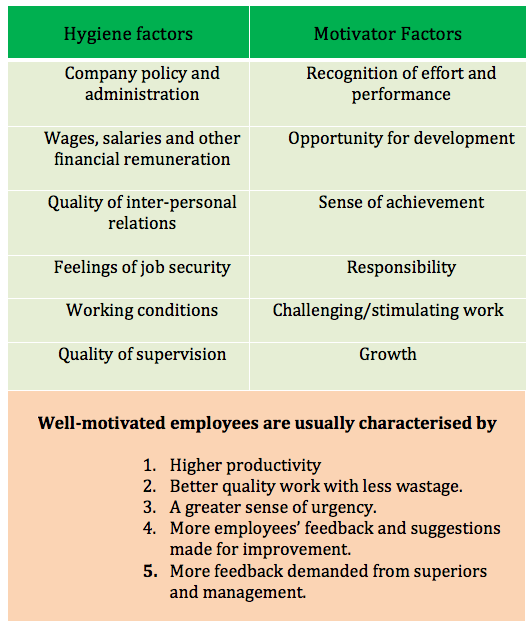 Hygiene factors
Motivator Factors
Company policy and
administration
Recognition of effort and
performance
Wages, salaries and other
financial remuneration
Opportunity for development
Quality of inter-personal
relations
Sense of achievement
Feelings of job security
Responsibility
Working conditions
Challenging/stimulating work
Quality of supervision
Growth
Well-motivated employees are usually characterised by
1. Higher productivity
2. Better quality work with less wastage.
3. A greater sense of urgency.
4. More employees’ feedback and suggestions
made for improvement.
5. More feedback demanded from superiors
and management.